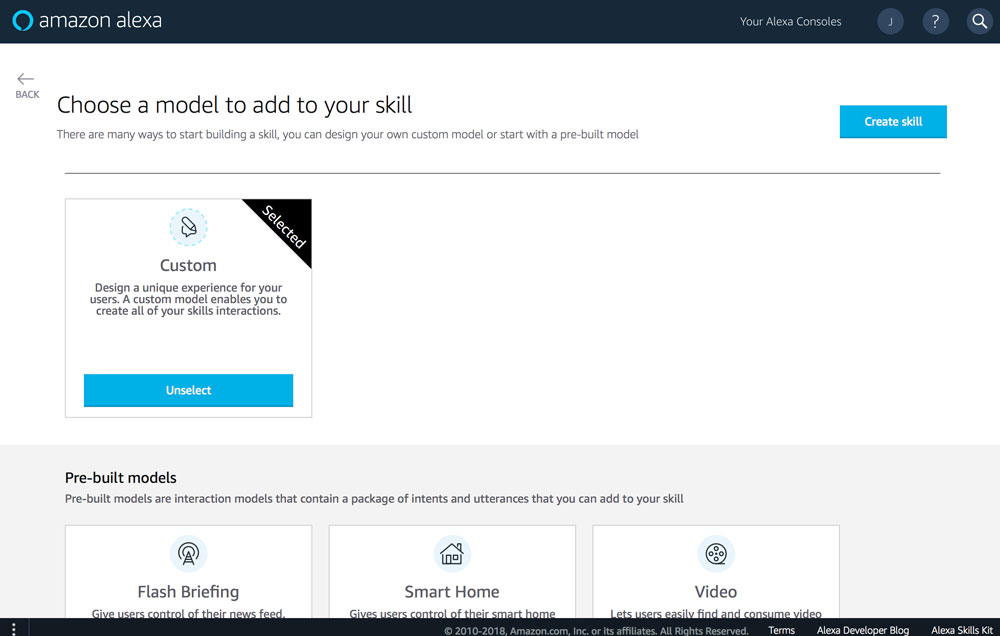 amazon alexa
Your Alexa Consoles
J
?
BACK
Choose a model to add to your skill
There are many ways to start building a skill, you can design your own custom model or start with a pre-built model
Create skill
Selected
Custom
Design a unique experience for your
users. A custom model enables you to
create all of your skills interactions.
Unselect
Pre-built models
Pre-built models are interaction models that contain a package of intents and utterances that you can add to your skill
Flash Briefing
Give users control of their news feed.
Smart Home
Gives users control of their smart home
Video
Lets users easily find and consume video
© 2010-2018, Amazon.com, Inc. or its affiliates. All Rights Reserved.
Terms
Alexa Developer Blog
Alexa Skills Kit